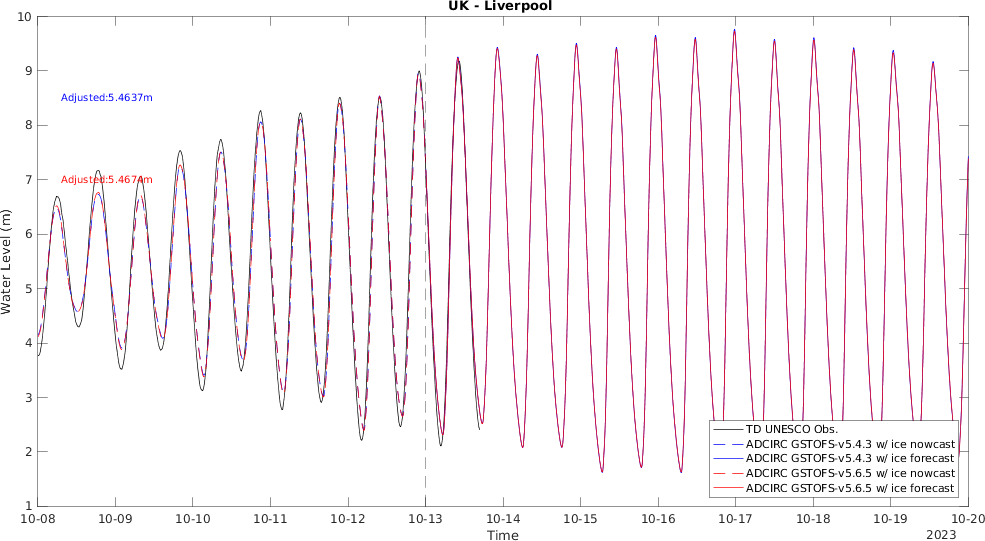 UK - Liverpool
Adjusted:5.4637m
Adjusted:5.4674m
Water Level (m)
10
9
8
7
6
5
4
3
2
1
TD UNESCO Obs.
ADCIRC GSTOFS-v5.4.3 w/ ice nowcast
ADCIRC GSTOFS-v5.4.3 w/ ice forecast
ADCIRC GSTOFS-v5.6.5 w/ ice nowcast
ADCIRC GSTOFS-v5.6.5 w/ ice forecast
10-08 10-09 10-10 10-11 10-12 10-13 10-14 10-15 10-16 10-17 10-18 10-19 10-20
Time
2023